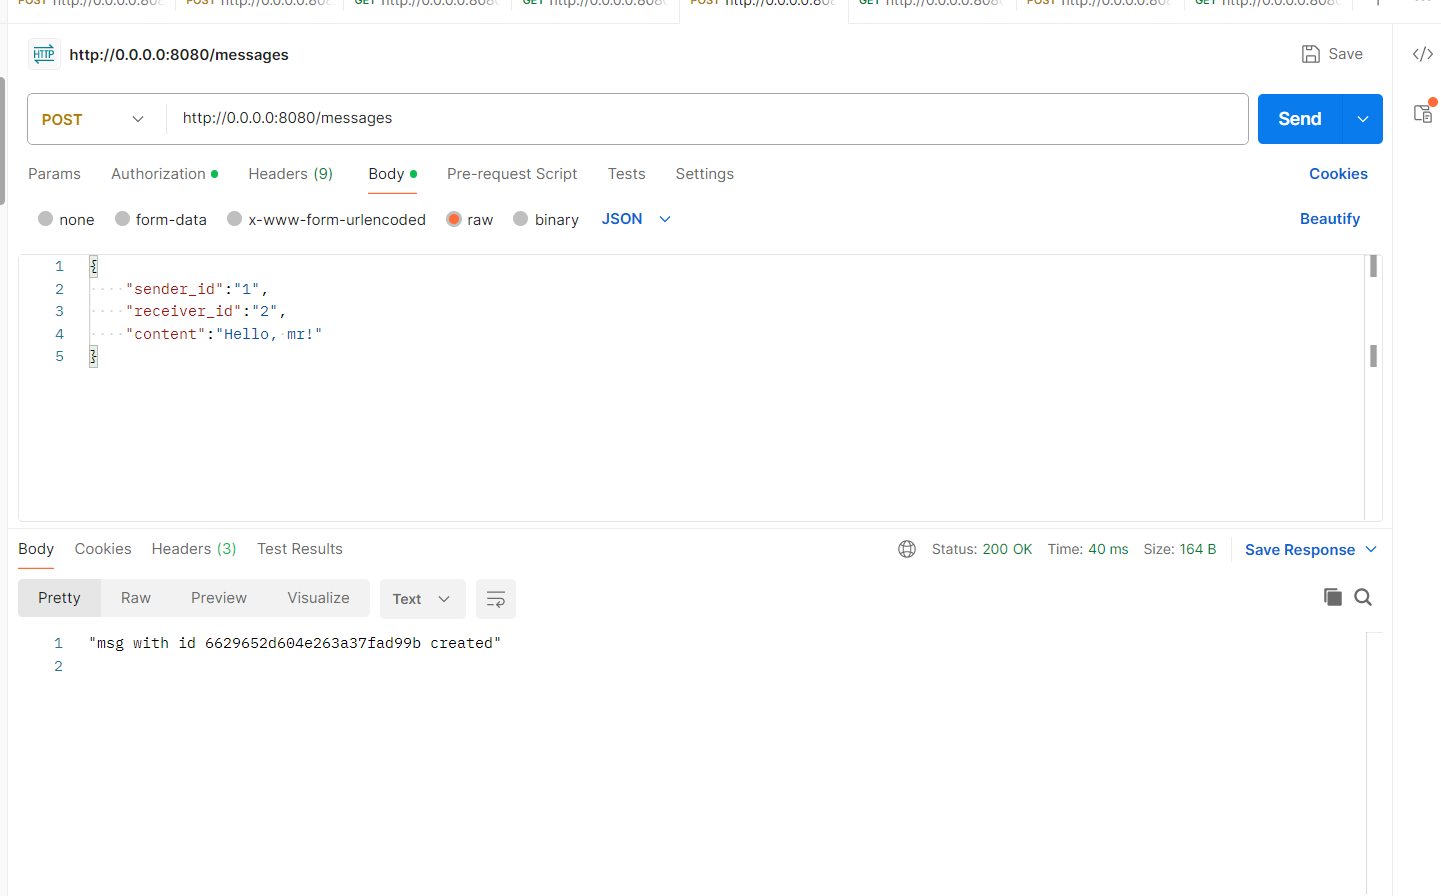 POST http://0.0.0.0:80 POST http://0.0.0.0:808 GET http://0.0.0.0:808 GET http://0.0.0.0:808 POST http://0.0.0.0:80 GET http://0.0.0.0:808 POST http://0.0.0.0:80 GET http://0.0.0.0:808
HTTP http://0.0.0.0:8080/messages Save
POST http://0.0.0.0:8080/messages Send
Params Authorization Headers (9) Body Pre-request Script Tests Settings Cookies
none form-data x-www-form-urlencoded raw binary JSON Beautify
1 {
2 "sender_id":"1",
3 "receiver_id":"2",
4 "content":"Hello, mr!"
5 }
Body Cookies Headers (3) Test Results Status: 200 OK Time: 40 ms Size: 164 B Save Response
Pretty Raw Preview Visualize Text
1 "msg with id 6629652d604e263a37fad99b created"
2